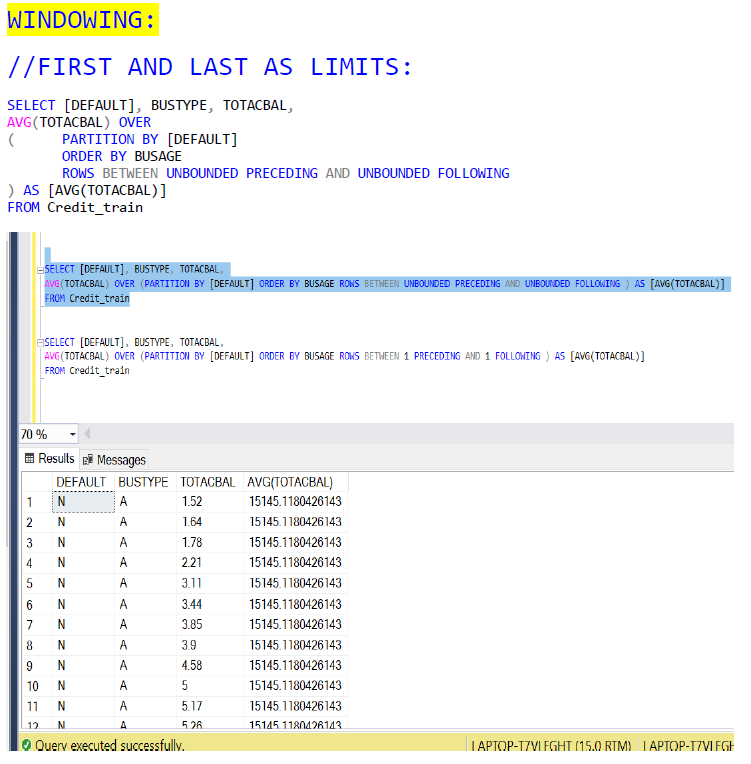 WINDOWING:
//FIRST AND LAST AS LIMITS:
SELECT [DEFAULT], BUSTYPE, TOTACBAL,
AVG(TOTACBAL) OVER
( PARTITION BY [DEFAULT]
ORDER BY BUSAGE
ROWS BETWEEN UNBOUNDED PRECEDING AND UNBOUNDED FOLLOWING
) AS [AVG(TOTACBAL)]
FROM Credit_train
SELECT [DEFAULT], BUSTYPE, TOTACBAL,
AVG(TOTACBAL) OVER (PARTITION BY [DEFAULT] ORDER BY BUSAGE ROWS BETWEEN UNBOUNDED PRECEDING AND UNBOUNDED FOLLOWING ) AS [AVG(TOTACBAL)]
FROM Credit_train
SELECT [DEFAULT], BUSTYPE, TOTACBAL,
AVG(TOTACBAL) OVER (PARTITION BY [DEFAULT] ORDER BY BUSAGE ROWS BETWEEN 1 PRECEDING AND 1 FOLLOWING ) AS [AVG(TOTACBAL)]
FROM Credit_train
70 %
Results Messages
DEFAULT BUSTYPE TOTACBAL AVG(TOTACBAL)
1 N A 1.52 15145.1180426143
2 N A 1.64 15145.1180426143
3 N A 1.78 15145.1180426143
4 N A 2.21 15145.1180426143
5 N A 3.11 15145.1180426143
6 N A 3.44 15145.1180426143
7 N A 3.85 15145.1180426143
8 N A 3.9 15145.1180426143
9 N A 4.58 15145.1180426143
10 N A 5 15145.1180426143
11 N A 5.17 15145.1180426143
12 N A 5.26 15145.1180426143
Query executed successfully. LAPTOP-T7VLFGHT (15.0 RTM) LAPTOP-T7VLFGH